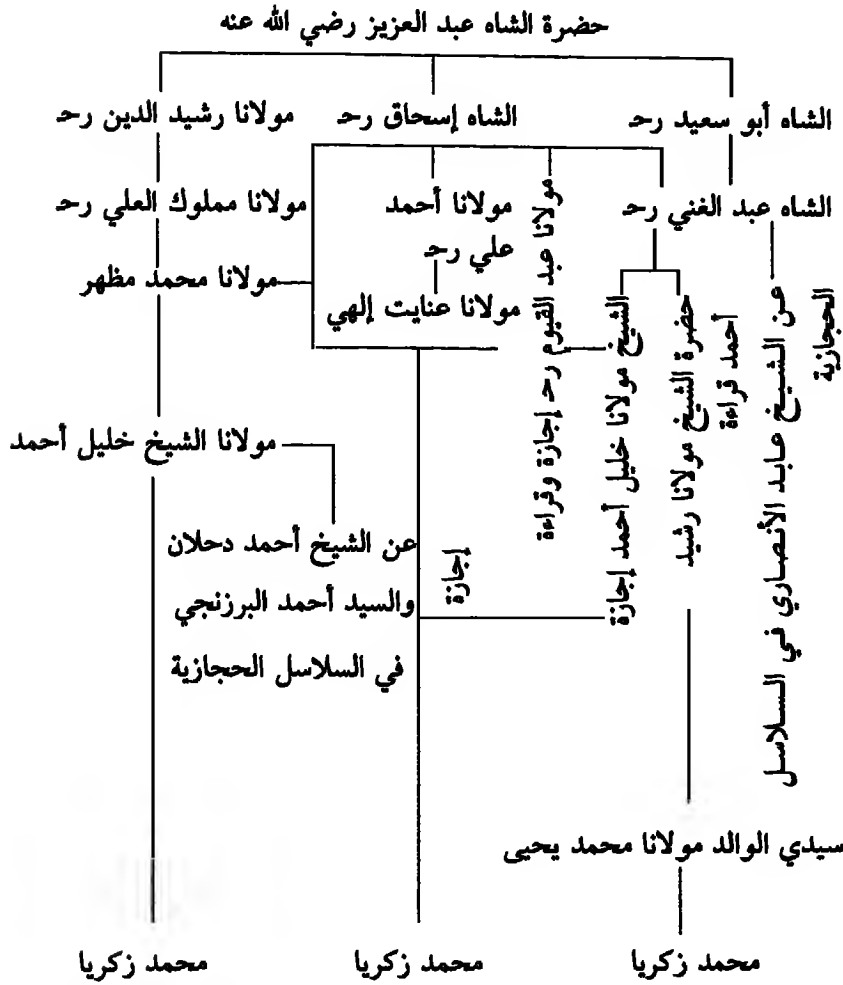 حضرة الشاه عبد العزيز رضي الله عنه
الشاه أبو سعيد رحـ
الشاه إسحاق رحـ
مولانا رشيد الدين رحـ
الشاه عبد الغني رحـ
مولانا أحمد
علي رحـ
مولانا مملوك العلي رحـ
مولانا عبد القيوم رحـ إجازة وقراءة
مولانا عنايت إلهي
مولانا محمد مظهر
عن الشيخ عابد الأنصاري في السلاسل
الحجازية
حضرة الشيخ مولانا رشيد
أحمد قراءة
الشيخ مولانا خليل أحمد إجازة
مولانا الشيخ خليل أحمد
إجازة
عن الشيخ أحمد دحلان
والسيد أحمد البرزنجي
في السلاسل الحجازية
سيدي الوالد مولانا محمد يحيى
محمد زكريا
محمد زكريا
محمد زكريا